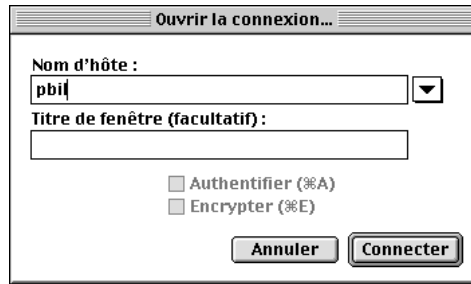 Ouvrir la connexion...
Nom d'hôte :
pbil
Titre de fenêtre (facultatif) :
Authentifier (⌘A)
Encrypter (⌘E)
Annuler Connecter